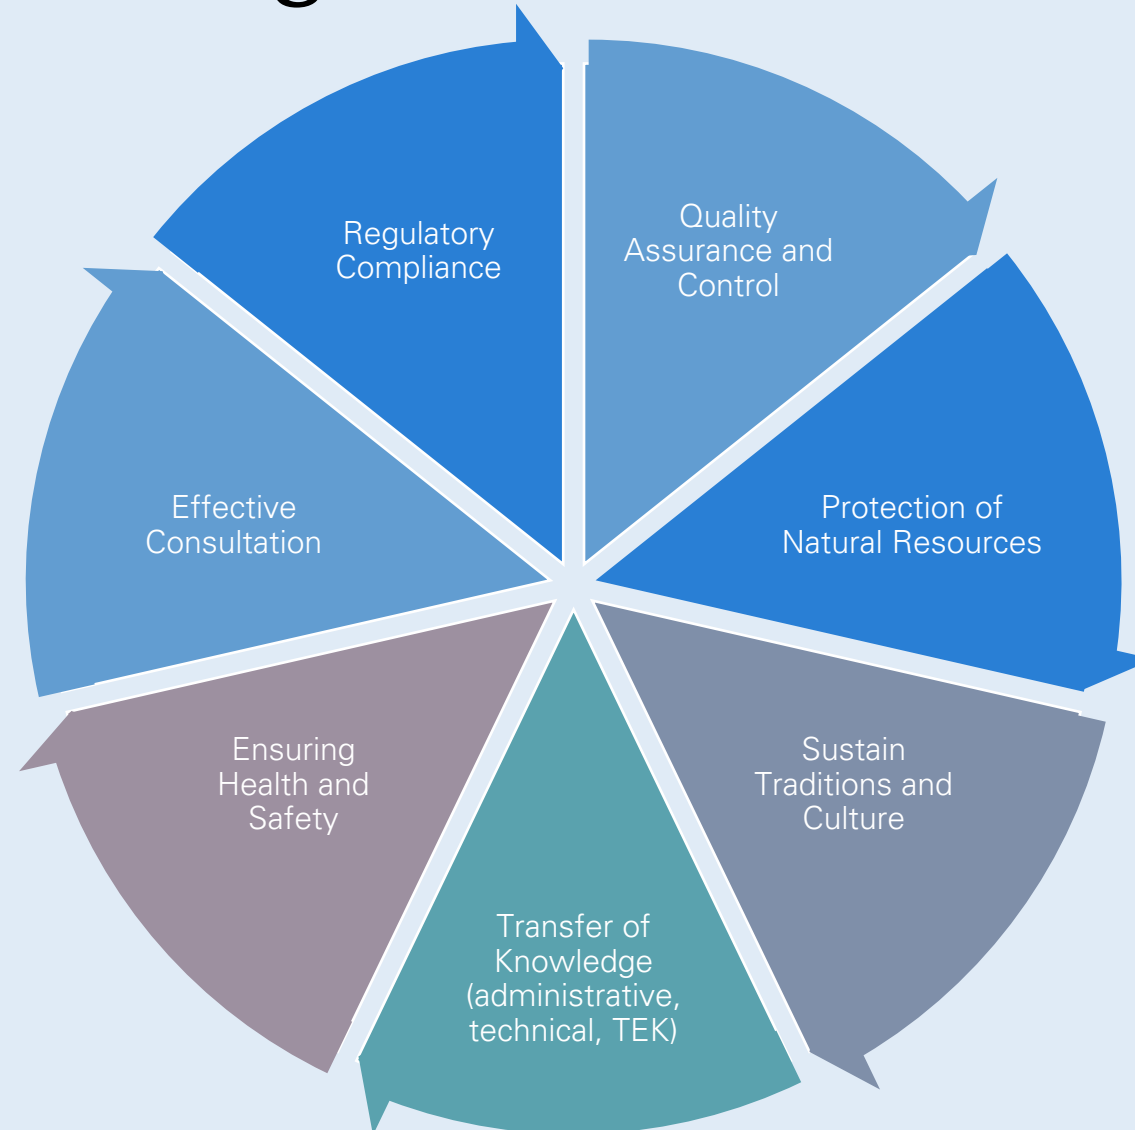 Regulatory
Compliance
Quality
Assurance and
Control
Effective
Consultation
Protection of
Natural Resources
Ensuring
Health and
Safety
Sustain
Traditions and
Culture
Transfer of
Knowledge
(administrative,
technical, TEK)